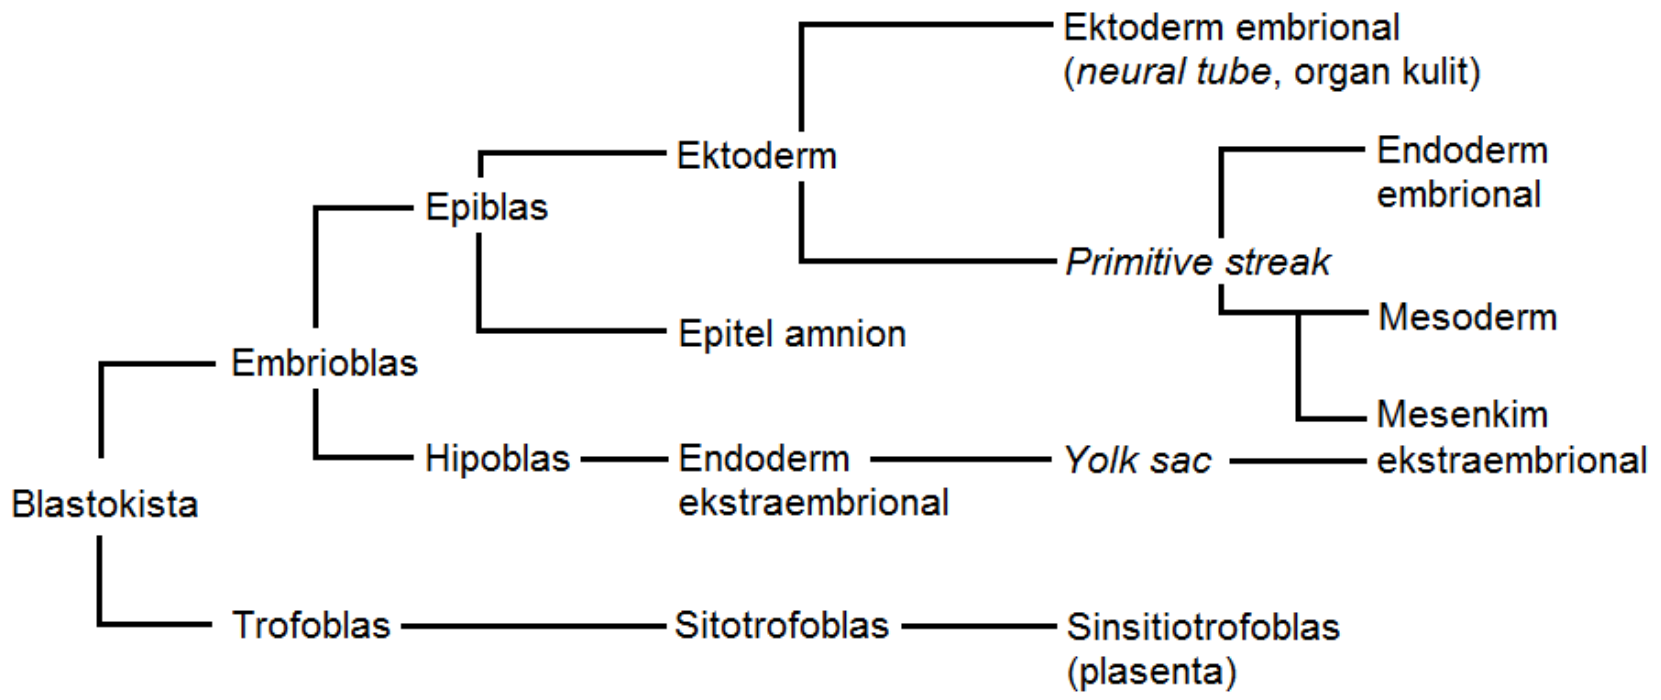 Ektoderm embrional
(neural tube, organ kulit)
Ektoderm
Endoderm
embrional
Epiblas
Primitive streak
Epitel amnion
Mesoderm
Embrioblas
Mesenkim
ekstraembrional
Hipoblas
Endoderm
ekstraembrional
Yolk sac
Blastokista
Trofoblas
Sitotrofoblas
Sinsitiotrofoblas
(plasenta)